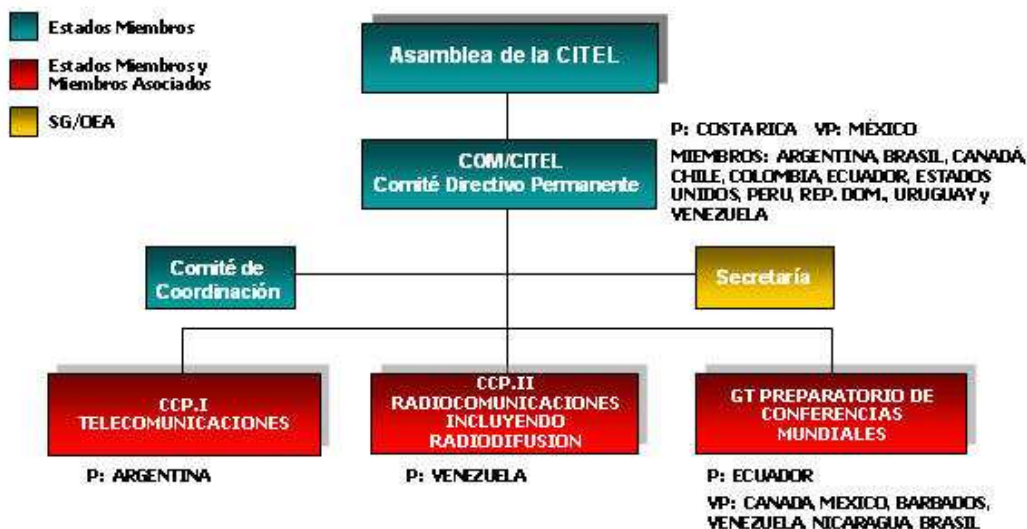 Estados Miembros
Estados Miembros y
Miembros Asociados
SG/OEA
Asamblea de la CITEL
COM/CITEL
Comité Directivo Permanente
P: COSTA RICA VP: MÉXICO
MIEMBROS: ARGENTINA, BRASIL, CANADÁ,
CHILE, COLOMBIA, ECUADOR, ESTADOS
UNIDOS, PERU, REP. DOM., URUGUAY y
VENEZUELA
Comité de
Coordinación
Secretaría
CCP.I
TELECOMUNICACIONES
P: ARGENTINA
CCP.II
RADIOCOMUNICACIONES
INCLUYENDO
RADIODIFUSION
P: VENEZUELA
GT PREPARATORIO DE
CONFERENCIAS
MUNDIALES
P: ECUADOR
VP: CANADA, MEXICO, BARBADOS,
VENEZUELA, NICARAGUA, BRASIL